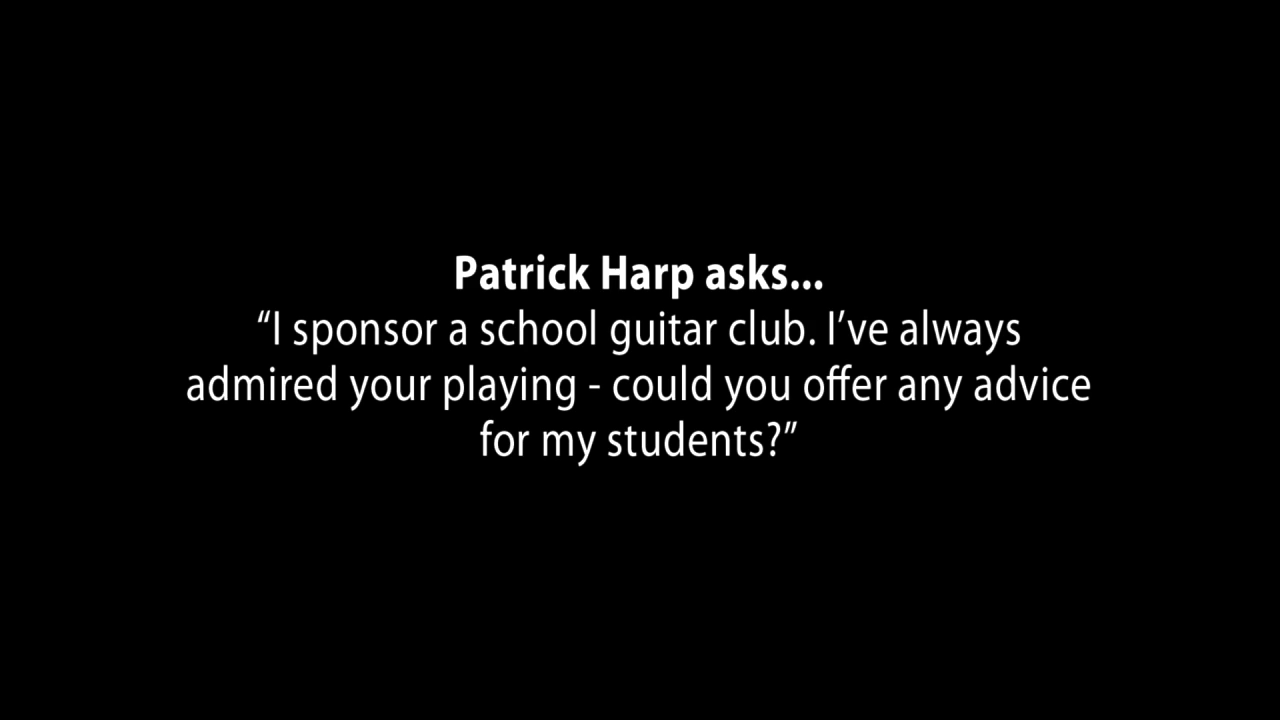 Patrick Harp asks...
“I sponsor a school guitar club. I’ve always
admired your playing - could you offer any advice
for my students?”